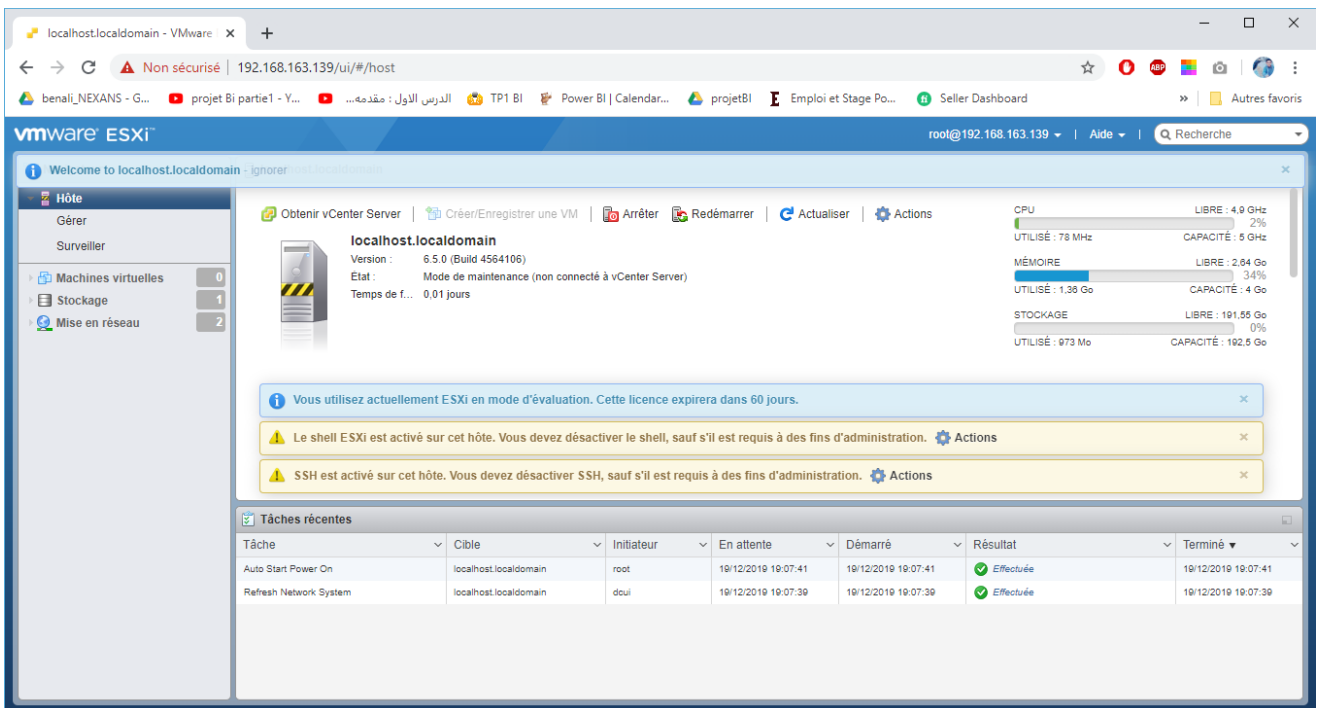 localhost.localdomain - VMware
Non sécurisé | 192.168.163.139/ui/#/host
benali_NEXANS - G... projet Bi partie1 - Y... الدرس الاول : مقدمه... TP1 BI Power BI | Calendar... projetBI Emploi et Stage Po... Seller Dashboard » Autres favoris
vmware ESXi™ root@192.168.163.139 | Aide | Recherche
Welcome to localhost.localdomain - Ignorer
Hôte
Gérer
Surveiller
Machines virtuelles 0
Stockage 1
Mise en réseau 2
Obtenir vCenter Server | Créer/Enregistrer une VM | Arrêter Redémarrer | Actualiser | Actions
localhost.localdomain
Version : 6.5.0 (Build 4564106)
État : Mode de maintenance (non connecté à vCenter Server)
Temps de f... 0,01 jours
CPU LIBRE : 4,9 GHz
2%
UTILISÉ : 78 MHz CAPACITÉ : 5 GHz
MÉMOIRE LIBRE : 2,64 Go
34%
UTILISÉ : 1,36 Go CAPACITÉ : 4 Go
STOCKAGE LIBRE : 191,55 Go
0%
UTILISÉ : 973 Mo CAPACITÉ : 192,5 Go
Vous utilisez actuellement ESXi en mode d'évaluation. Cette licence expirera dans 60 jours.
Le shell ESXi est activé sur cet hôte. Vous devez désactiver le shell, sauf s'il est requis à des fins d'administration. Actions
SSH est activé sur cet hôte. Vous devez désactiver SSH, sauf s'il est requis à des fins d'administration. Actions
Tâches récentes
Tâche Cible Initiateur En attente Démarré Résultat Terminé ▼
Auto Start Power On localhost.localdomain root 19/12/2019 19:07:41 19/12/2019 19:07:41 Effectuée 19/12/2019 19:07:41
Refresh Network System localhost.localdomain dcui 19/12/2019 19:07:39 19/12/2019 19:07:39 Effectuée 19/12/2019 19:07:39